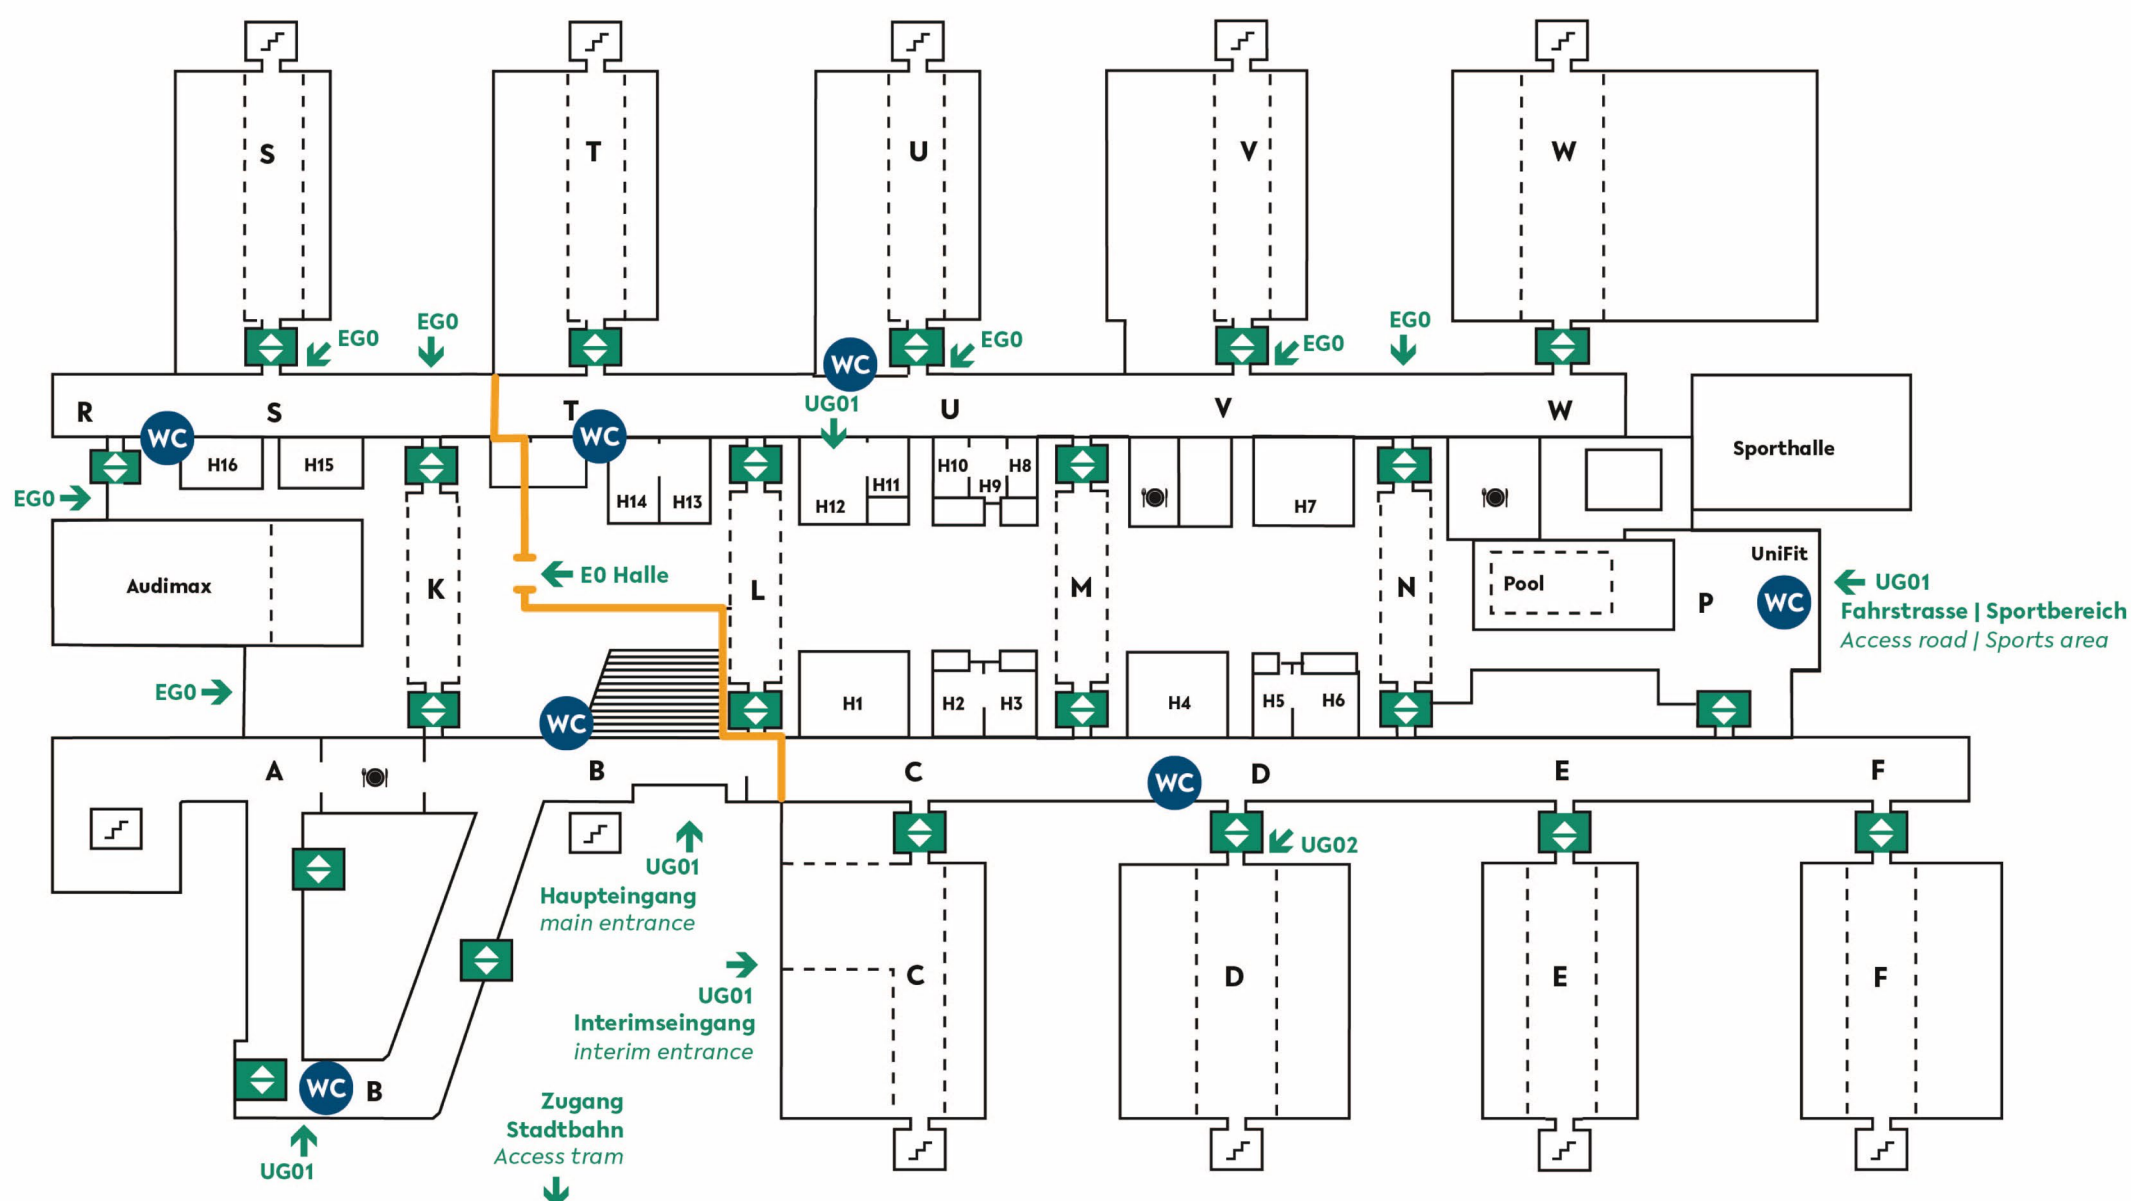 S
T
U
V
W
EG0
EG0
EG0
EG0
EG0
WC
UG01
R
S
T
U
V
W
WC
WC
H16
H15
H14
H13
H12
H11
H10
H9
H8
H7
Sporthalle
EG0
Audimax
K
E0 Halle
L
M
N
Pool
P
UniFit
WC
UG01
Fahrstrasse | Sportbereich
Access road | Sports area
EG0
WC
H1
H2
H3
H4
H5
H6
A
B
C
WC
D
E
F
UG01
Haupteingang
main entrance
UG02
UG01
Interimseingang
interim entrance
C
D
E
F
WC
B
UG01
Zugang
Stadtbahn
Access tram